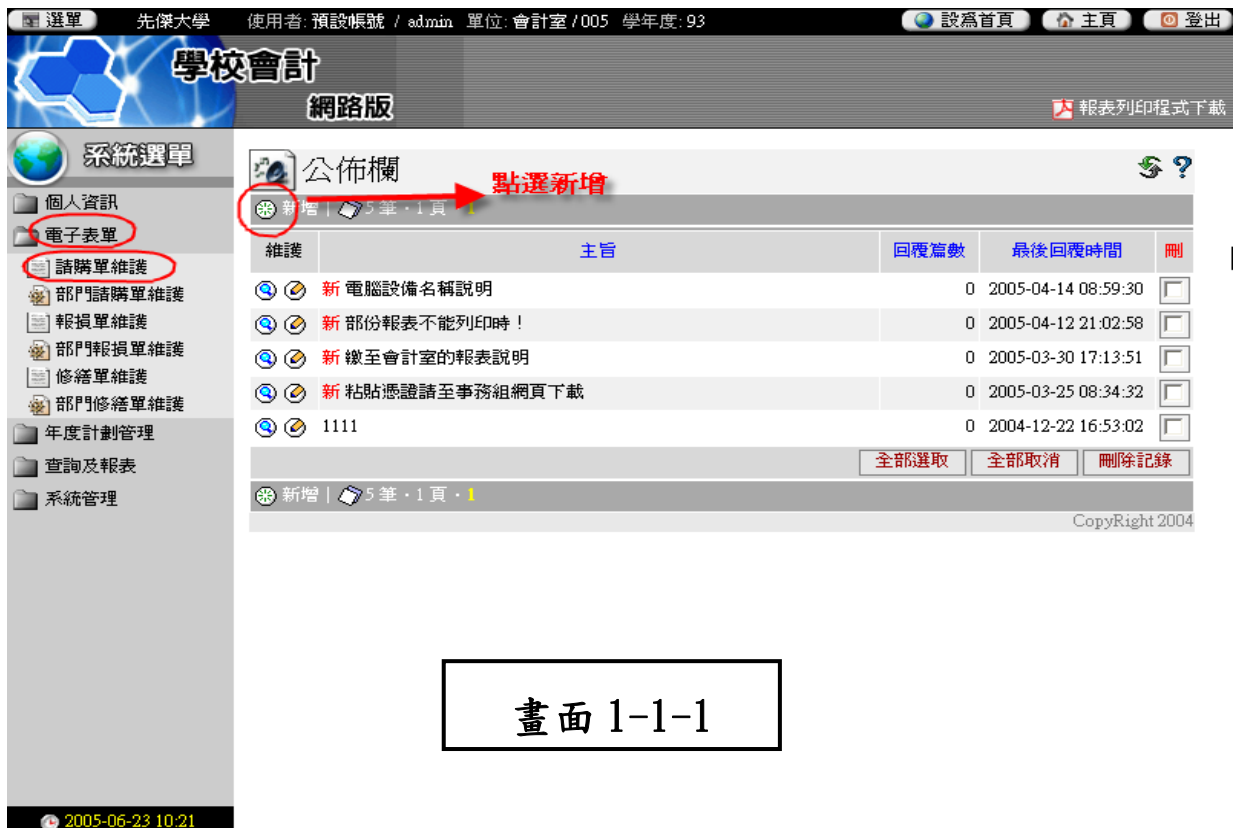 選單 先傑大學 使用者: 預設帳號 / admin 單位: 會計室 / 005 學年度: 93 設為首頁 主頁 登出
學校會計
網路版
報表列印程式下載
系統選單
個人資訊
電子表單
請購單維護
部門請購單維護
報損單維護
部門報損單維護
修繕單維護
部門修繕單維護
年度計劃管理
查詢及報表
系統管理
2005-06-23 10:21
公佈欄
點選新增
新增 | 5 筆・1 頁・1
維護 主旨 回覆篇數 最後回覆時間 刪
新 電腦設備名稱說明 0 2005-04-14 08:59:30
新 部份報表不能列印時! 0 2005-04-12 21:02:58
新 繳至會計室的報表說明 0 2005-03-30 17:13:51
新 粘貼憑證請至事務組網頁下載 0 2005-03-25 08:34:32
1111 0 2004-12-22 16:53:02
全部選取 全部取消 刪除記錄
新增 | 5 筆・1 頁・1
CopyRight 2004
畫面 1-1-1